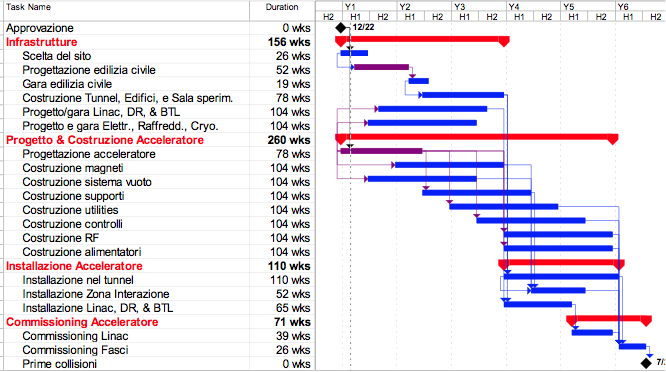 Task Name Duration Y1 Y2 Y3 Y4 Y5 Y6
H2 H1 H2 H1 H2 H1 H2 H1 H2 H1 H2 H1 H2
Approvazione 0 wks 12/22
Infrastrutture 156 wks
Scelta del sito 26 wks
Progettazione edilizia civile 52 wks
Gara edilizia civile 19 wks
Costruzione Tunnel, Edifici, e Sala sperim. 78 wks
Progetto/gara Linac, DR, & BTL 104 wks
Progetto e gara Elettr., Raffredd., Cryo. 104 wks
Progetto & Costruzione Acceleratore 260 wks
Progettazione acceleratore 78 wks
Costruzione magneti 104 wks
Costruzione sistema vuoto 104 wks
Costruzione supporti 104 wks
Costruzione utilities 104 wks
Costruzione controlli 104 wks
Costruzione RF 104 wks
Costruzione alimentatori 104 wks
Installazione Acceleratore 110 wks
Installazione nel tunnel 110 wks
Installazione Zona Interazione 52 wks
Installazione Linac, DR, & BTL 65 wks
Commissioning Acceleratore 71 wks
Commissioning Linac 39 wks
Commissioning Fasci 26 wks
Prime collisioni 0 wks